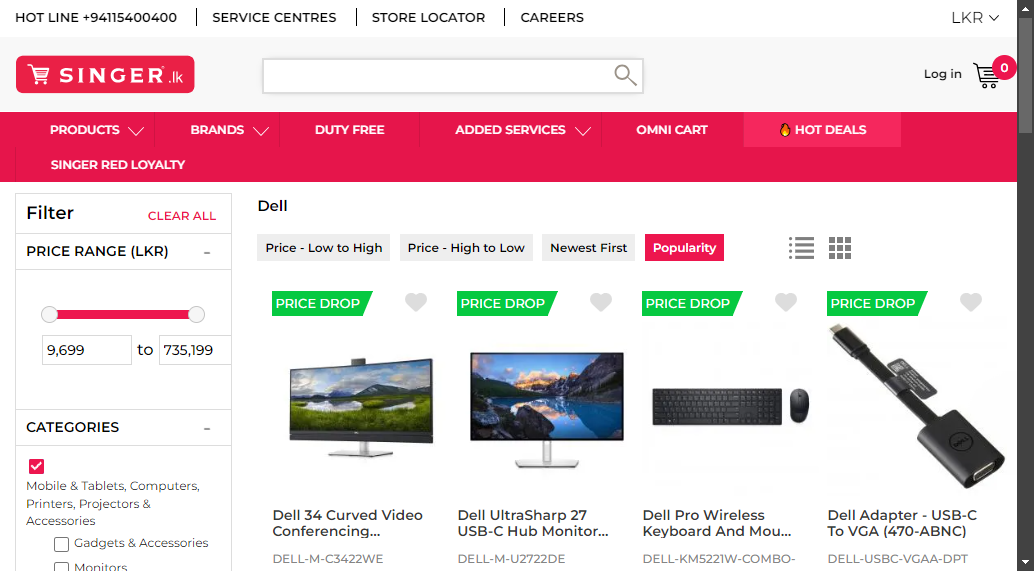 HOT LINE +94115400400
SERVICE CENTRES
STORE LOCATOR
CAREERS
LKR
SINGER.lk
Log in
0
PRODUCTS
BRANDS
DUTY FREE
ADDED SERVICES
OMNI CART
HOT DEALS
SINGER RED LOYALTY
Filter
CLEAR ALL
PRICE RANGE (LKR)
-
9,699 to 735,199
CATEGORIES
-
Mobile & Tablets, Computers,
Printers, Projectors &
Accessories
Gadgets & Accessories
Monitors
Dell
Price - Low to High
Price - High to Low
Newest First
Popularity
PRICE DROP
Dell 34 Curved Video
Conferencing...
DELL-M-C3422WE
PRICE DROP
Dell UltraSharp 27
USB-C Hub Monitor...
DELL-M-U2722DE
PRICE DROP
Dell Pro Wireless
Keyboard And Mou...
DELL-KM5221W-COMBO-
PRICE DROP
DELL
Dell Adapter - USB-C
To VGA (470-ABNC)
DELL-USBC-VGAA-DPT